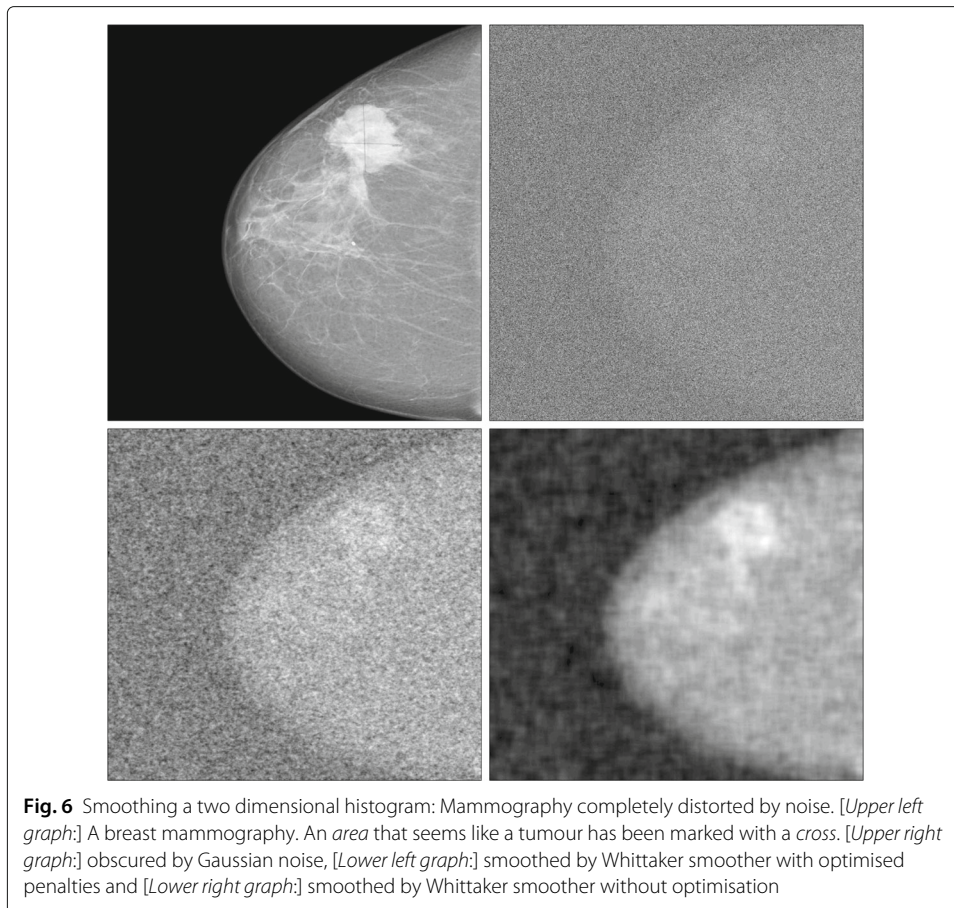 Fig. 6 Smoothing a two dimensional histogram: Mammography completely distorted by noise. [Upper left
graph:] A breast mammography. An area that seems like a tumour has been marked with a cross. [Upper right
graph:] obscured by Gaussian noise, [Lower left graph:] smoothed by Whittaker smoother with optimised
penalties and [Lower right graph:] smoothed by Whittaker smoother without optimisation